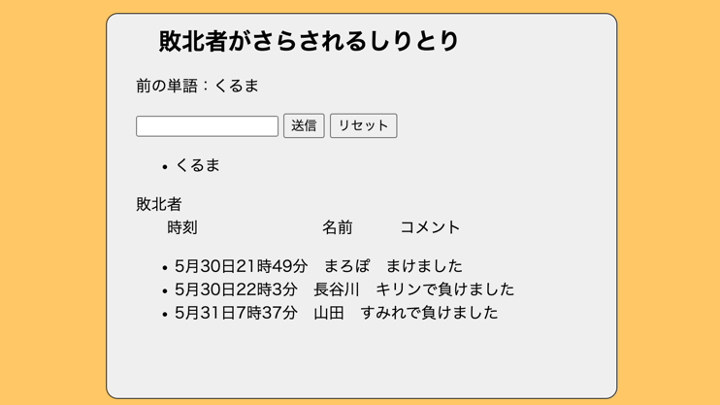 敗北者がさらされるしりとり
前の単語：くるま
送信 リセット
くるま
敗北者
時刻 名前 コメント
5月30日21時49分 まろぽ まけました
5月30日22時3分 長谷川 キリンで負けました
5月31日7時37分 山田 すみれで負けました